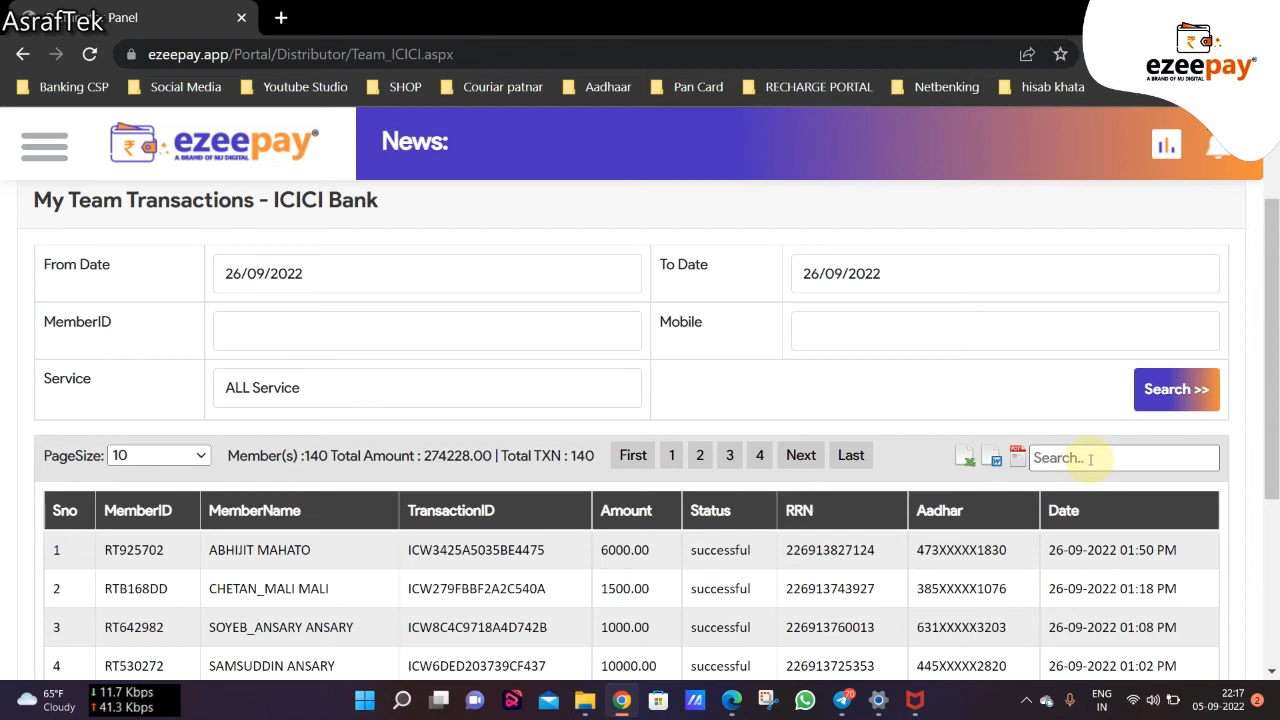 AsrafTek
Panel
ezeepay.app/Portal/Distributor/Team_ICICI.aspx
Banking CSP
Social Media
Youtube Studio
SHOP
CG Bhatnar
Aadhaar
Pan Card
RECHARGE PORTAL
Netbenking
hisab khata
ezeepay
A BRAND OF MJ DIGITAL
ezeepay
A BRAND OF MJ DIGITAL
News:
My Team Transactions - ICICI Bank
From Date 26/09/2022 To Date 26/09/2022
MemberID Mobile
Service ALL Service Search >>
PageSize: 10 Member(s) :140 Total Amount : 274228.00 | Total TXN : 140 First 1 2 3 4 Next Last Search..
Sno MemberID MemberName TransactionID Amount Status RRN Aadhar Date
1 RT925702 ABHIJIT MAHATO ICW3425A5035BE4475 6000.00 successful 226913827124 473XXXXX1830 26-09-2022 01:50 PM
2 RTB168DD CHETAN_MALI MALI ICW279FBBF2A2C540A 1500.00 successful 226913743927 385XXXXX1076 26-09-2022 01:18 PM
3 RT642982 SOYEB_ANSARY ANSARY ICW8C4C9718A4D742B 1000.00 successful 226913760013 631XXXXX3203 26-09-2022 01:08 PM
4 RT530272 SAMSUDDIN ANSARY ICW6DED203739CF437 10000.00 successful 226913725353 445XXXXX2820 26-09-2022 01:02 PM
65°F
Cloudy
11.7 Kbps
41.3 Kbps
70
ENG
IN
22:17
05-09-2022
2